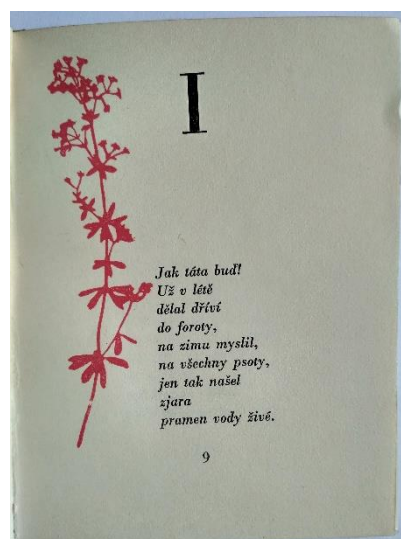 I
Jak táta buď!
Už v létě
dělal dříví
do foroty,
na zimu myslil,
na všechny psoty,
jen tak našel
zjara
pramen vody živé.
9